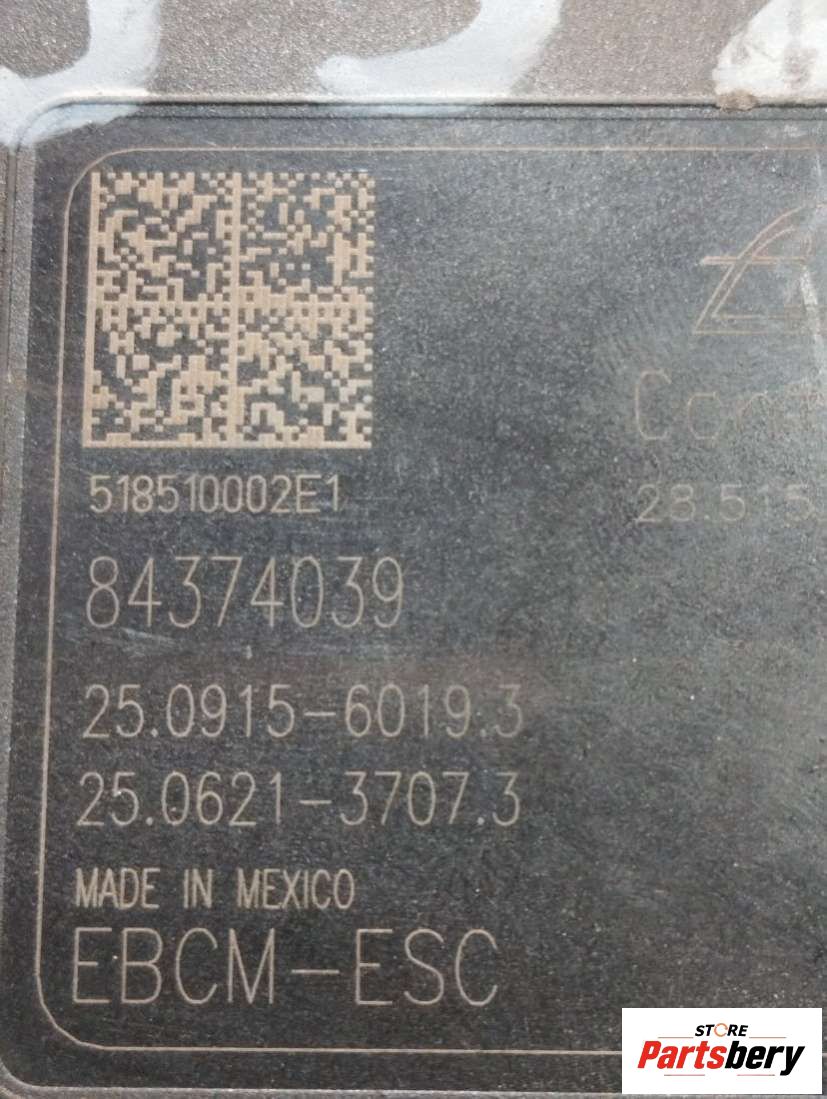 518510002E1
28.515
84374039
25.0915-6019.3
25.0621-3707.3
MADE IN MEXICO
EBCM-ESC
STORE
Partsbery